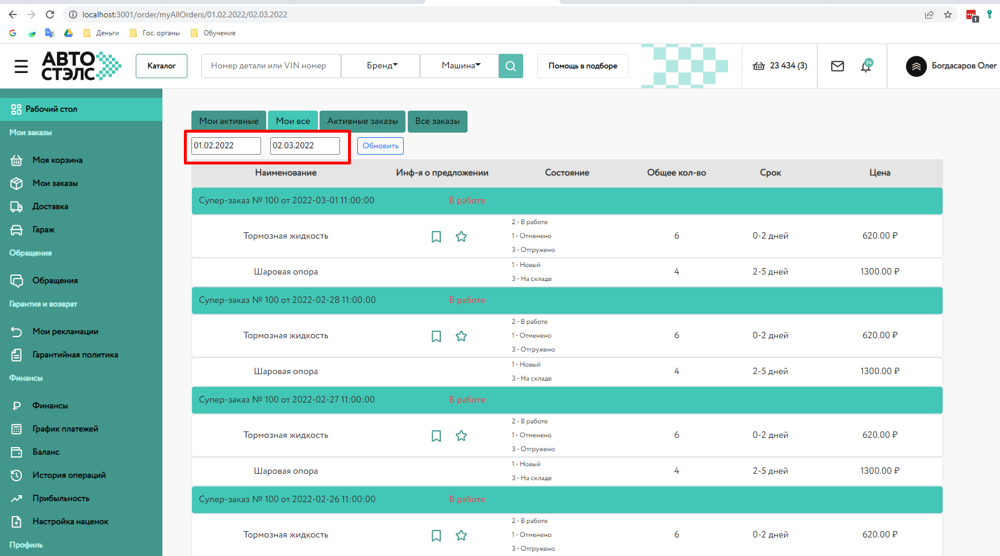 localhost:3001/order/myAllOrders/01.02.2022/02.03.2022
1
Деньги
Гос. органы
Обучение
АВТО
СТЭЛС
Каталог
Номер детали или VIN номер
Бренд
Машина
Помощь в подборе
23 434 (3)
34
Богдасаров Олег
Рабочий стол
Мои заказы
Моя корзина
Мои заказы
Доставка
Гараж
Обращения
Обращения
Гарантия и возврат
Мои рекламации
Гарантийная политика
Финансы
Финансы
График платежей
Баланс
История операций
Прибыльность
Настройка наценок
Профиль
Мои активные
Мои все
Активные заказы
Все заказы
01.02.2022
02.03.2022
Обновить
Наименование
Инф-я о предложении
Состояние
Общее кол-во
Срок
Цена
Супер-заказ № 100 от 2022-03-01 11:00:00
В работе
Тормозная жидкость
2 - В работе
1 - Отменено
3 - Отгружено
6
0-2 дней
620.00 ₽
Шаровая опора
1 - Новый
3 - На складе
4
2-5 дней
1300.00 ₽
Супер-заказ № 100 от 2022-02-28 11:00:00
В работе
Тормозная жидкость
2 - В работе
1 - Отменено
3 - Отгружено
6
0-2 дней
620.00 ₽
Шаровая опора
1 - Новый
3 - На складе
4
2-5 дней
1300.00 ₽
Супер-заказ № 100 от 2022-02-27 11:00:00
В работе
Тормозная жидкость
2 - В работе
1 - Отменено
3 - Отгружено
6
0-2 дней
620.00 ₽
Шаровая опора
1 - Новый
3 - На складе
4
2-5 дней
1300.00 ₽
Супер-заказ № 100 от 2022-02-26 11:00:00
В работе
Тормозная жидкость
2 - В работе
1 - Отменено
3 - Отгружено
6
0-2 дней
620.00 ₽